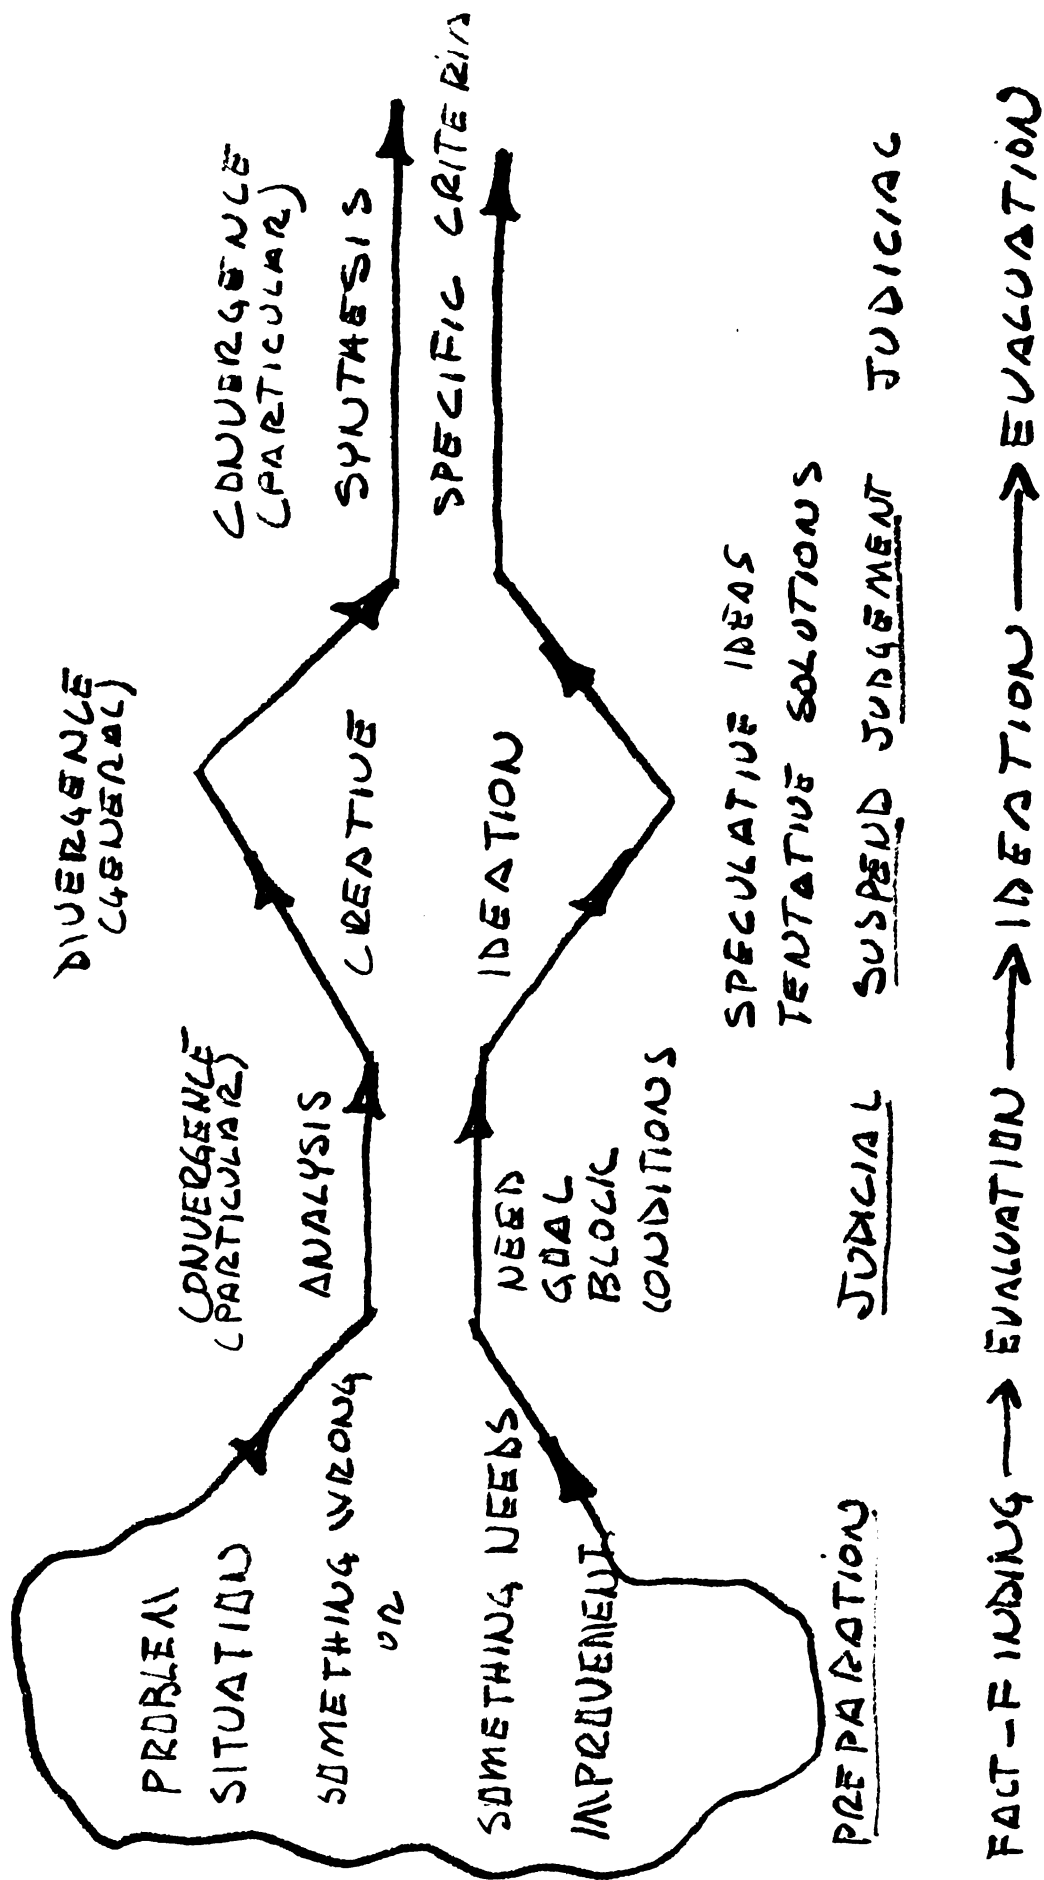 PROBLEM
SITUATION
SOMETHING WRONG
OR
SOMETHING NEEDS
IMPROVEMENT
CONVERGENCE
(PARTICULAR)
ANALYSIS
NEED
GOAL
BLOCK
CONDITIONS
DIVERGENCE
(GENERAL)
CREATIVE
IDEATION
SPECULATIVE IDEAS
TENTATIVE SOLUTIONS
CONVERGENCE
(PARTICULAR)
SYNTHESIS
SPECIFIC CRITERIA
PREPARATION JUDICIAL SUSPEND JUDGEMENT JUDICIAL
FACT-FINDING → EVALUATION → IDEATION → EVALUATION